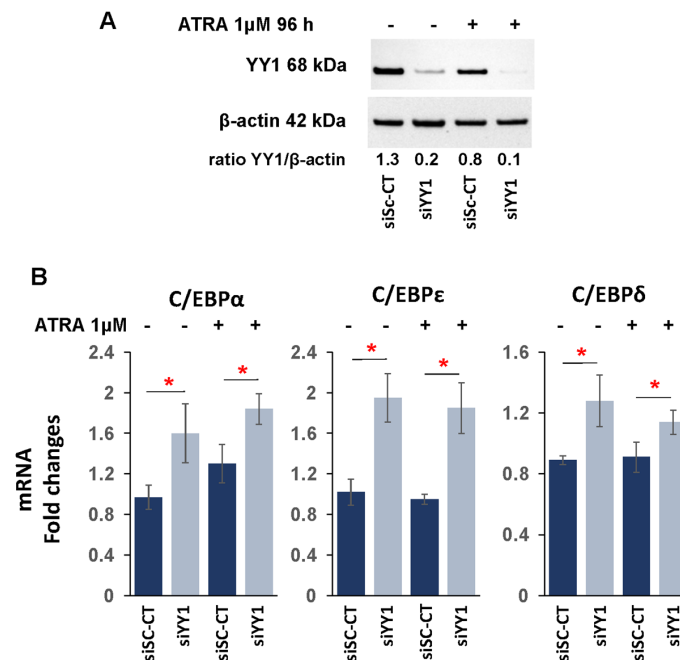 A
ATRA 1µM 96 h - - + +
YY1 68 kDa
β-actin 42 kDa
ratio YY1/β-actin 1.3 0.2 0.8 0.1
siSc-CT siYY1 siSc-CT siYY1
B
C/EBPα C/EBPε C/EBPδ
ATRA 1µM - - + + - - + + - - + +
mRNA
Fold changes
2.4 2.4 1.6
* * * * * *
2 2
1.6 1.6 1.2
1.2 1.2 0.8
0.8 0.8
0.4 0.4 0.4
0 0 0
siSC-CT siYY1 siSC-CT siYY1 siSC-CT siYY1 siSC-CT siYY1 siSC-CT siYY1 siSC-CT siYY1